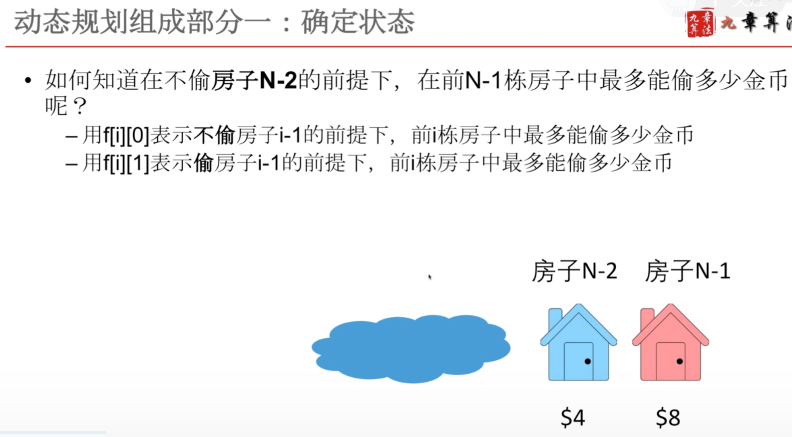 动态规划组成部分一：确定状态
九章算法
九章算
• 如何知道在不偷房子N-2的前提下，在前N-1栋房子中最多能偷多少金币
呢？
– 用f[i][0]表示不偷房子i-1的前提下，前i栋房子中最多能偷多少金币
– 用f[i][1]表示偷房子i-1的前提下，前i栋房子中最多能偷多少金币
房子N-2 房子N-1
$4 $8